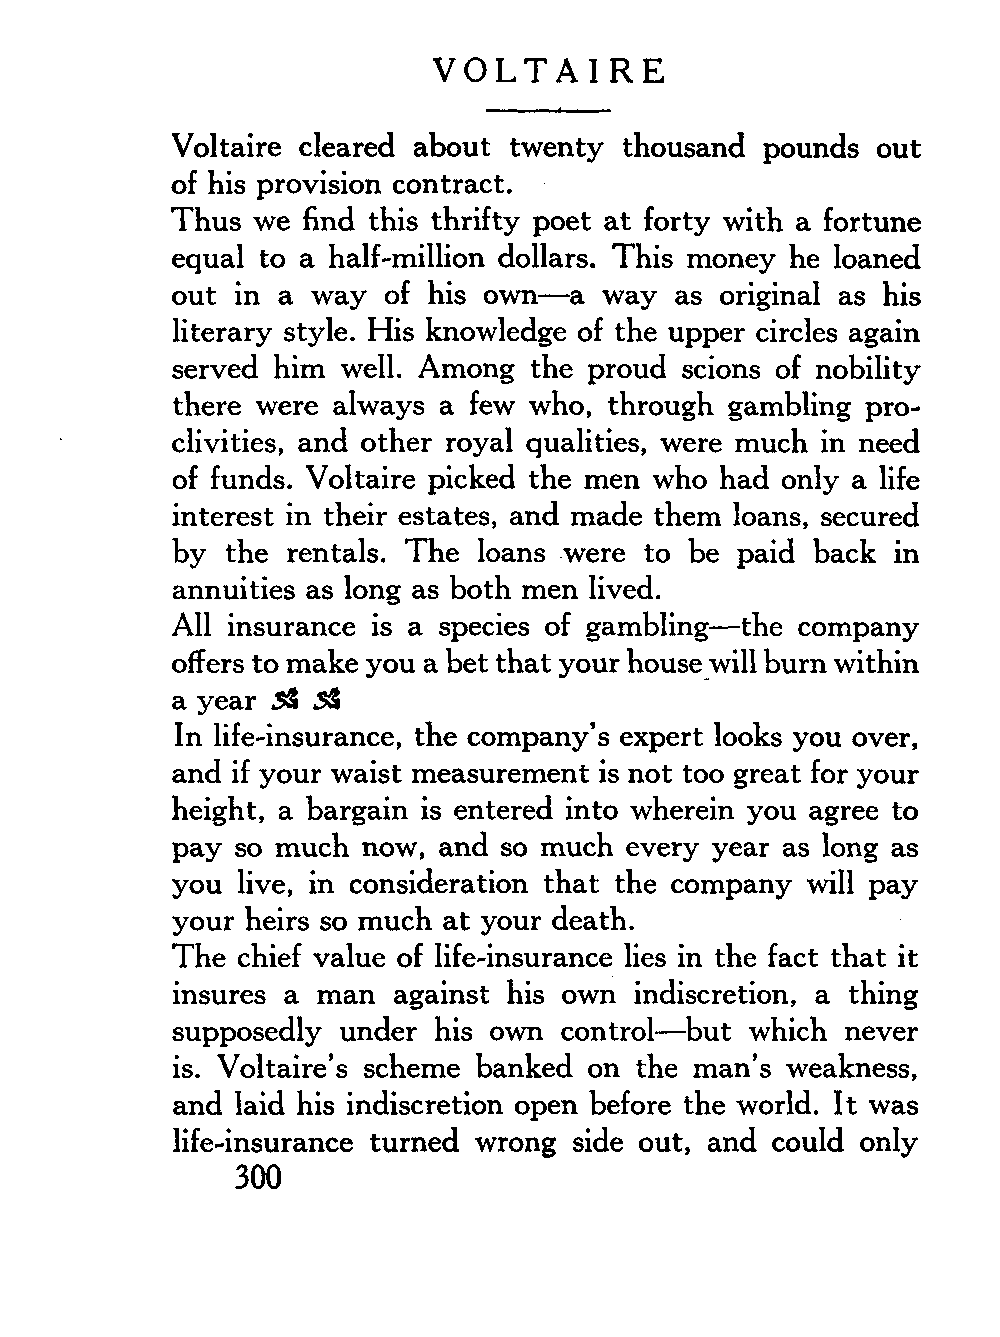 VOLTAIRE
Voltaire cleared about twenty thousand pounds out
of his provision contract.
Thus we find this thrifty poet at forty with a fortune
equal to a half-million dollars. This money he loaned
out in a way of his own—a way as original as his
literary style. His knowledge of the upper circles again
served him well. Among the proud scions of nobility
there were always a few who, through gambling pro-
clivities, and other royal qualities, were much in need
of funds. Voltaire picked the men who had only a life
interest in their estates, and made them loans, secured
by the rentals. The loans were to be paid back in
annuities as long as both men lived.
All insurance is a species of gambling—the company
offers to make you a bet that your house will burn within
a year
In life-insurance, the company's expert looks you over,
and if your waist measurement is not too great for your
height, a bargain is entered into wherein you agree to
pay so much now, and so much every year as long as
you live, in consideration that the company will pay
your heirs so much at your death.
The chief value of life-insurance lies in the fact that it
insures a man against his own indiscretion, a thing
supposedly under his own control—but which never
is. Voltaire's scheme banked on the man's weakness,
and laid his indiscretion open before the world. It was
life-insurance turned wrong side out, and could only
300